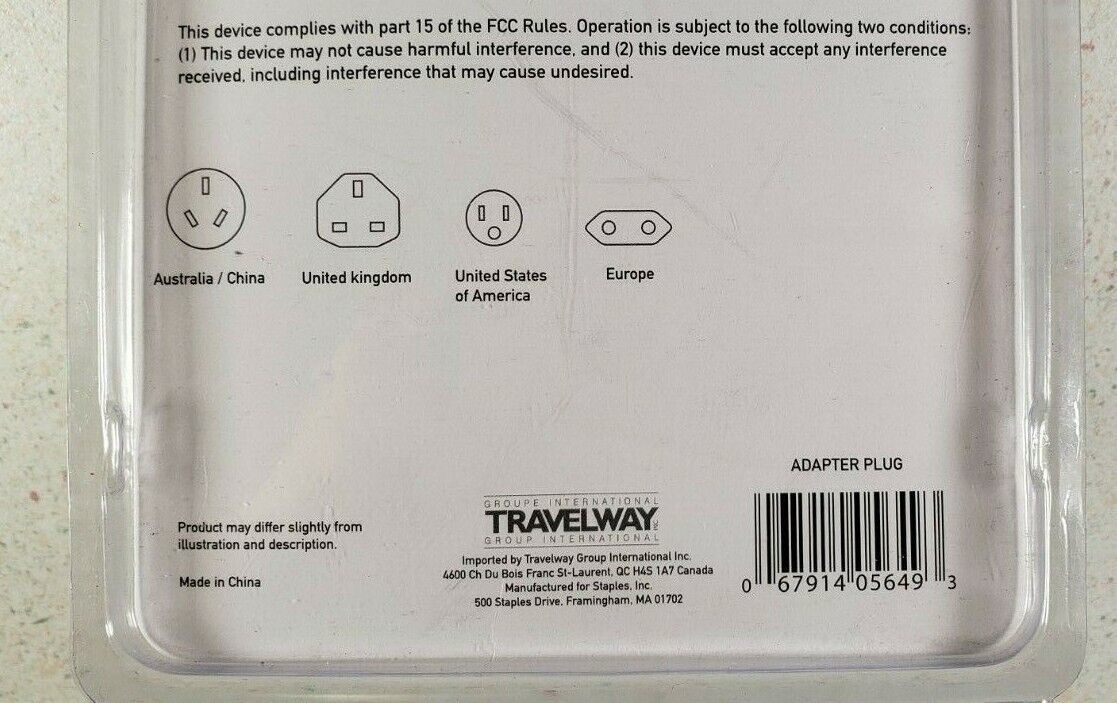 This device complies with part 15 of the FCC Rules. Operation is subject to the following two conditions:
(1) This device may not cause harmful interference, and (2) this device must accept any interference
received, including interference that may cause undesired.
Australia / China
United kingdom
United States
of America
Europe
ADAPTER PLUG
Product may differ slightly from
illustration and description.
Made in China
GROUPE INTERNATIONAL
TRAVELWAY INC.
GROUP INTERNATIONAL
Imported by Travelway Group International Inc.
4600 Ch Du Bois Franc St-Laurent, QC H4S 1A7 Canada
Manufactured for Staples, Inc.
500 Staples Drive, Framingham, MA 01702
0 67914 05649 3